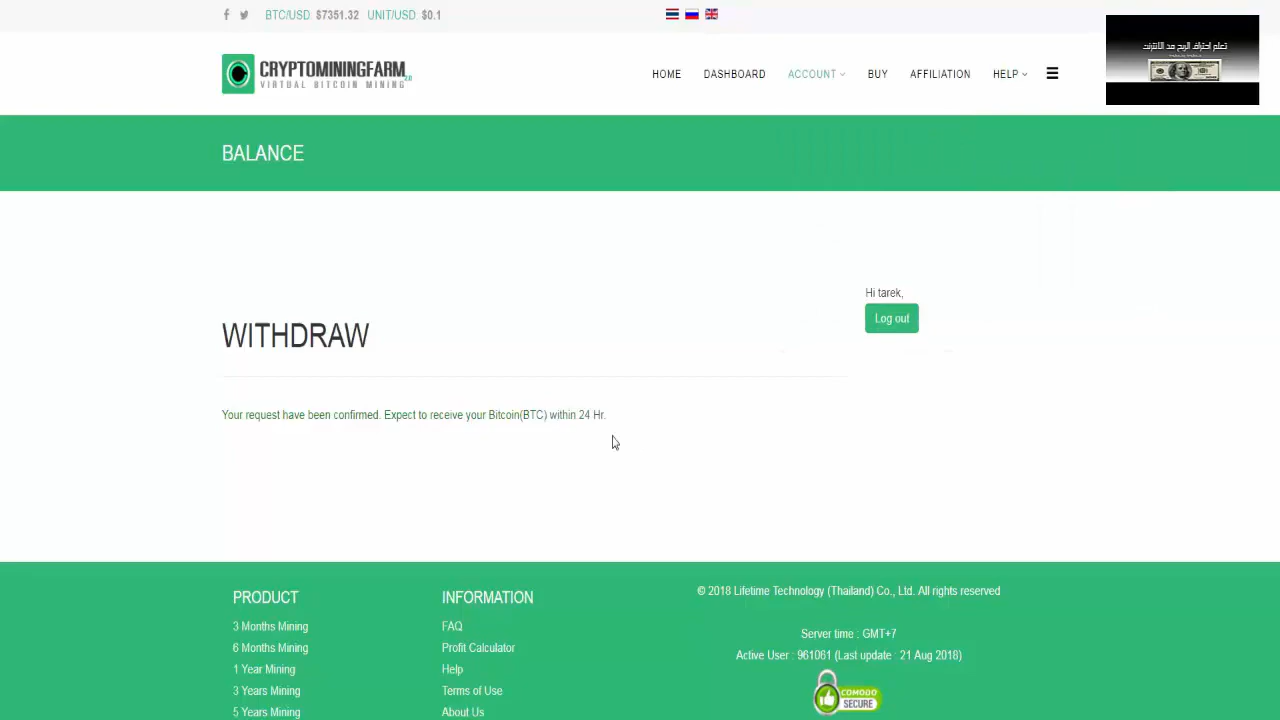 BTC/USD: $7351.32 UNIT/USD: $0.1
CRYPTOMININGFARM 2.0
VIRTUAL BITCOIN MINING
HOME DASHBOARD ACCOUNT BUY AFFILIATION HELP
تعلم احتراف الربح من الانترنت
BALANCE
Hi tarek,
Log out
WITHDRAW
Your request have been confirmed. Expect to receive your Bitcoin(BTC) within 24 Hr.
PRODUCT
3 Months Mining
6 Months Mining
1 Year Mining
3 Years Mining
5 Years Mining
INFORMATION
FAQ
Profit Calculator
Help
Terms of Use
About Us
© 2018 Lifetime Technology (Thailand) Co., Ltd. All rights reserved
Server time : GMT+7
Active User : 961061 (Last update : 21 Aug 2018)
COMODO
SECURE